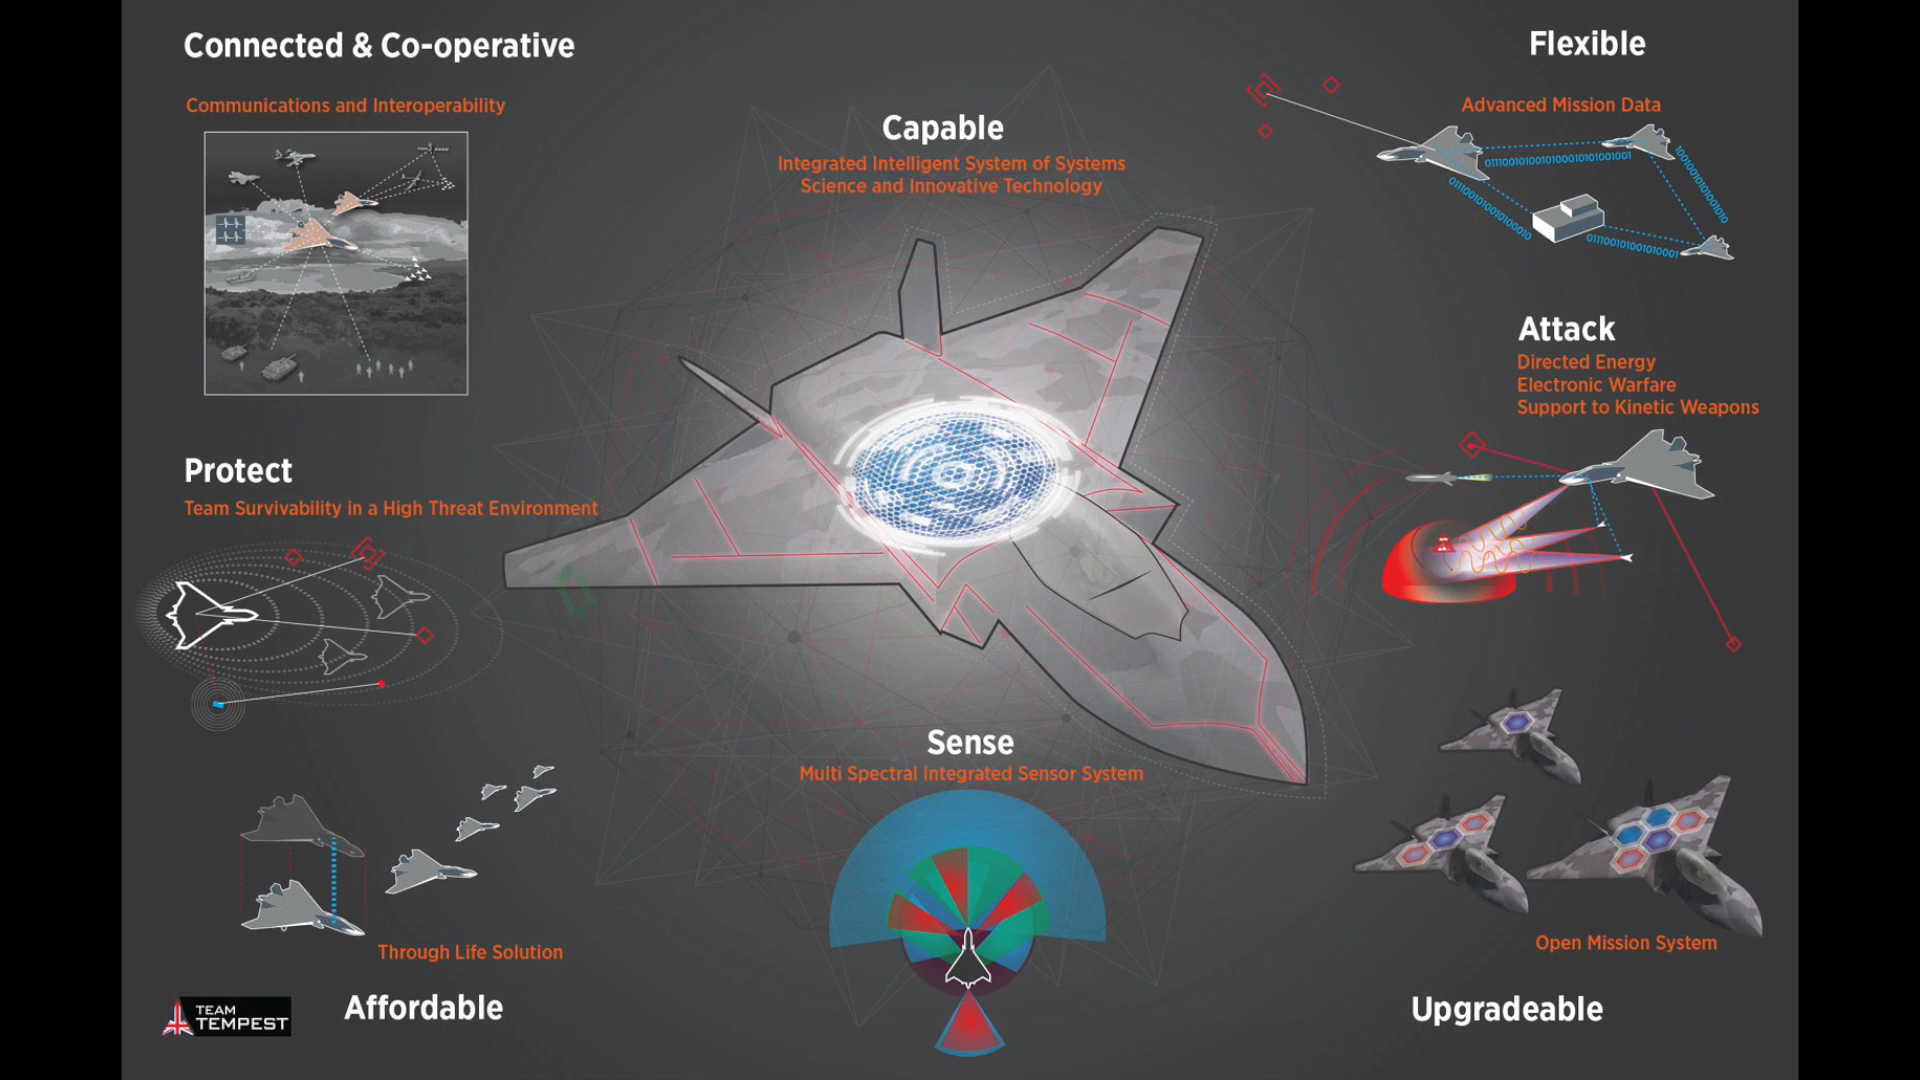 Connected & Co-operative
Communications and Interoperability
Capable
Integrated Intelligent System of Systems
Science and Innovative Technology
Flexible
Advanced Mission Data
Attack
Directed Energy
Electronic Warfare
Support to Kinetic Weapons
Protect
Team Survivability in a High Threat Environment
Sense
Multi Spectral Integrated Sensor System
Through Life Solution
Affordable
TEAM
TEMPEST
Open Mission System
Upgradeable